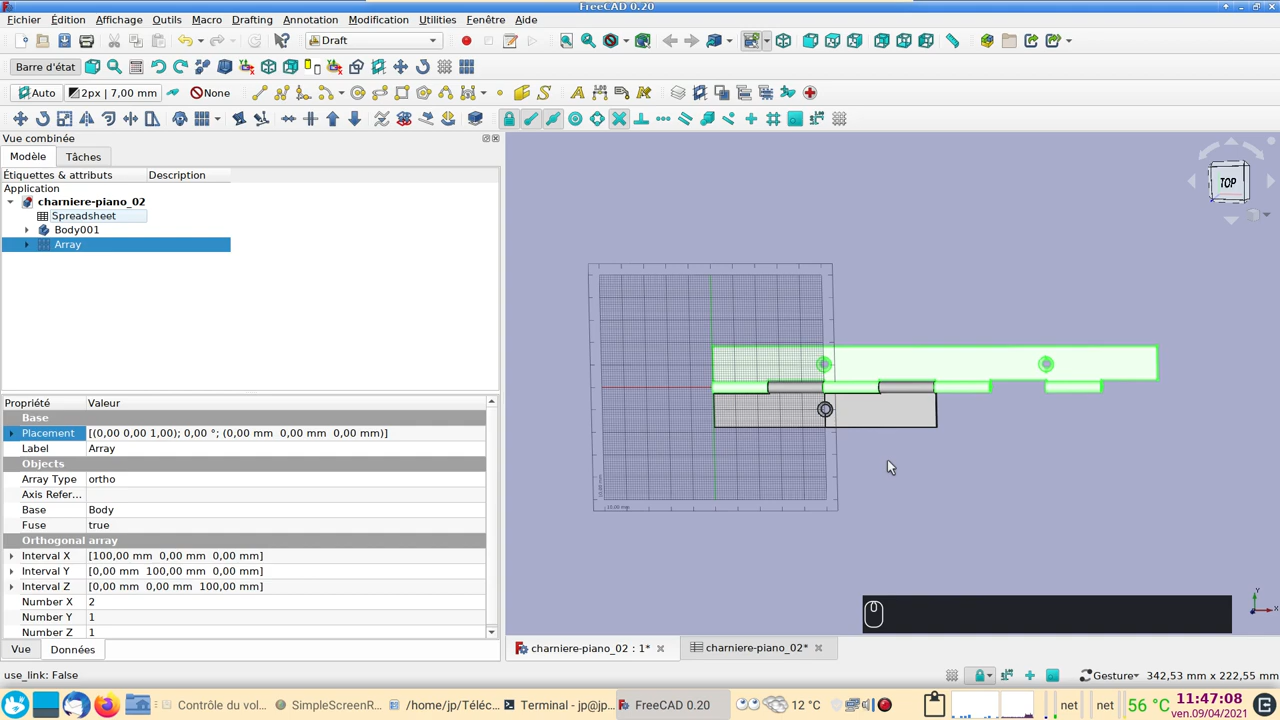 FreeCAD 0.20
Fichier Édition Affichage Outils Macro Drafting Annotation Modification Utilities Fenêtre Aide
Draft
Barre d'état
Auto 2px | 7,00 mm None
Vue combinée
Modèle Tâches
Étiquettes & attributs Description
Application
charniere-piano_02
Spreadsheet
Body001
Array
TOP
Propriété Valeur
Base
Placement [(0,00 0,00 1,00); 0,00 °; (0,00 mm 0,00 mm 0,00 mm)]
Label Array
Objects
Array Type ortho
Axis Refer...
Base Body
Fuse true
Orthogonal array
Interval X [100,00 mm 0,00 mm 0,00 mm]
Interval Y [0,00 mm 100,00 mm 0,00 mm]
Interval Z [0,00 mm 0,00 mm 100,00 mm]
Number X 2
Number Y 1
Number Z 1
Vue Données
charniere-piano_02 : 1* charniere-piano_02*
use_link: False
Gesture 342,53 mm x 222,55 mm
Contrôle du vol... SimpleScreenR... /home/jp/Téléc... Terminal - jp@jp... FreeCAD 0.20 12 °C net net 56 °C 11:47:08
ven.09/04/2021